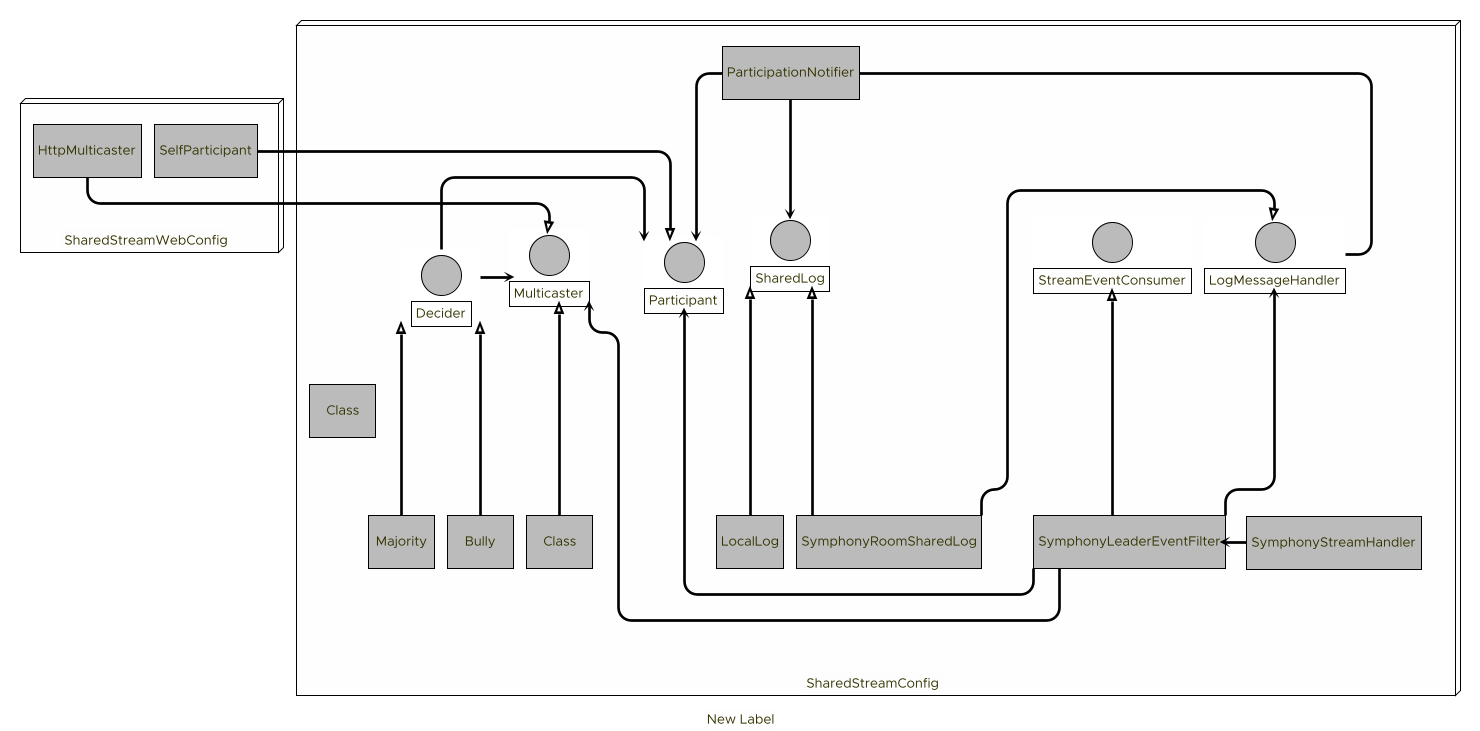 ParticipationNotifier
HttpMulticaster
SelfParticipant
SharedStreamWebConfig
SharedLog
StreamEventConsumer
LogMessageHandler
Multicaster
Participant
Decider
Class
Majority
Bully
Class
LocalLog
SymphonyRoomSharedLog
SymphonyLeaderEventFilter
SymphonyStreamHandler
SharedStreamConfig
New Label